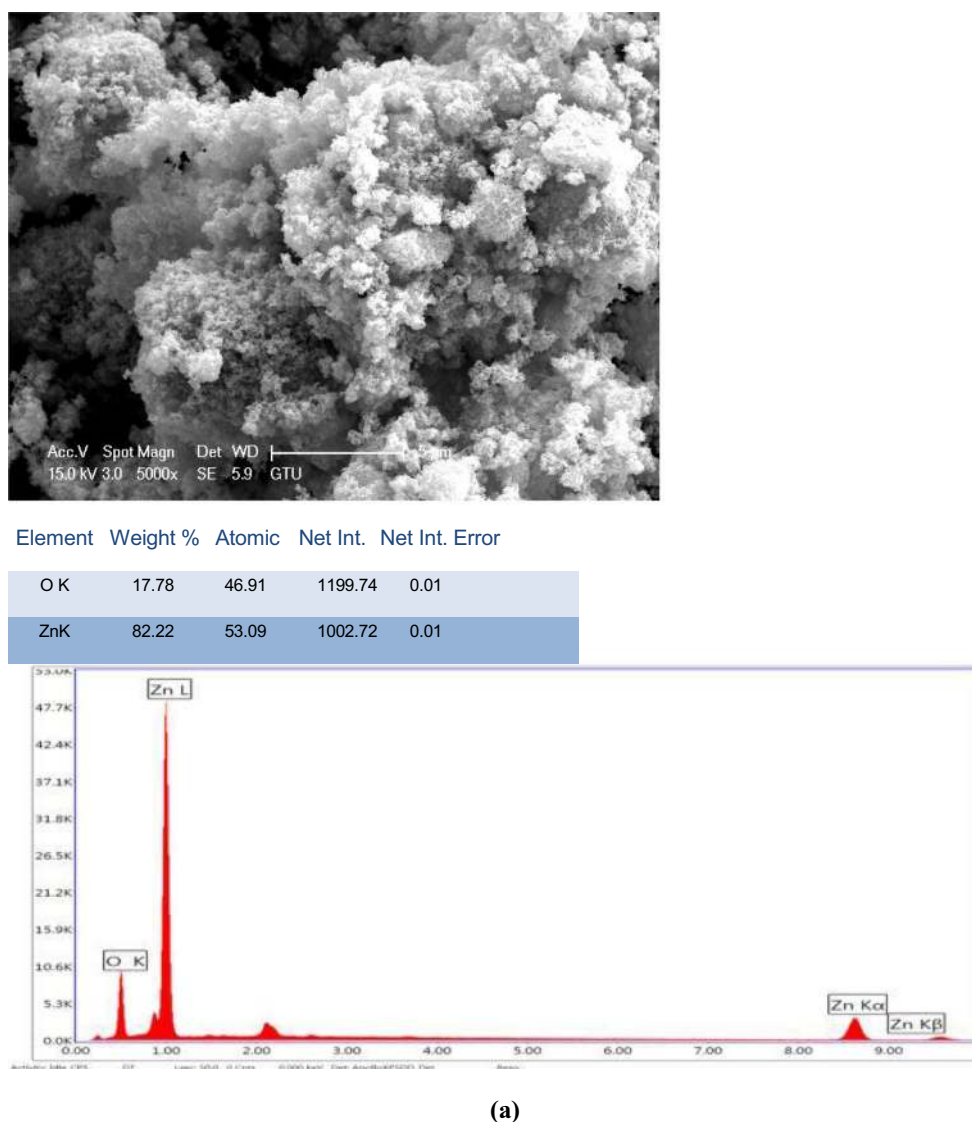 Acc.V Spot Magn Det WD
15.0 kV 3.0 5000x SE 5.9 GTU
Element Weight % Atomic Net Int. Net Int. Error
O K 17.78 46.91 1199.74 0.01
ZnK 82.22 53.09 1002.72 0.01
53.0K
Zn L
47.7K
42.4K
37.1K
31.8K
26.5K
21.2K
15.9K
10.6K
O K
5.3K
Zn Kα
Zn Kβ
0.0K
0.00 1.00 2.00 3.00 4.00 5.00 6.00 7.00 8.00 9.00
(a)